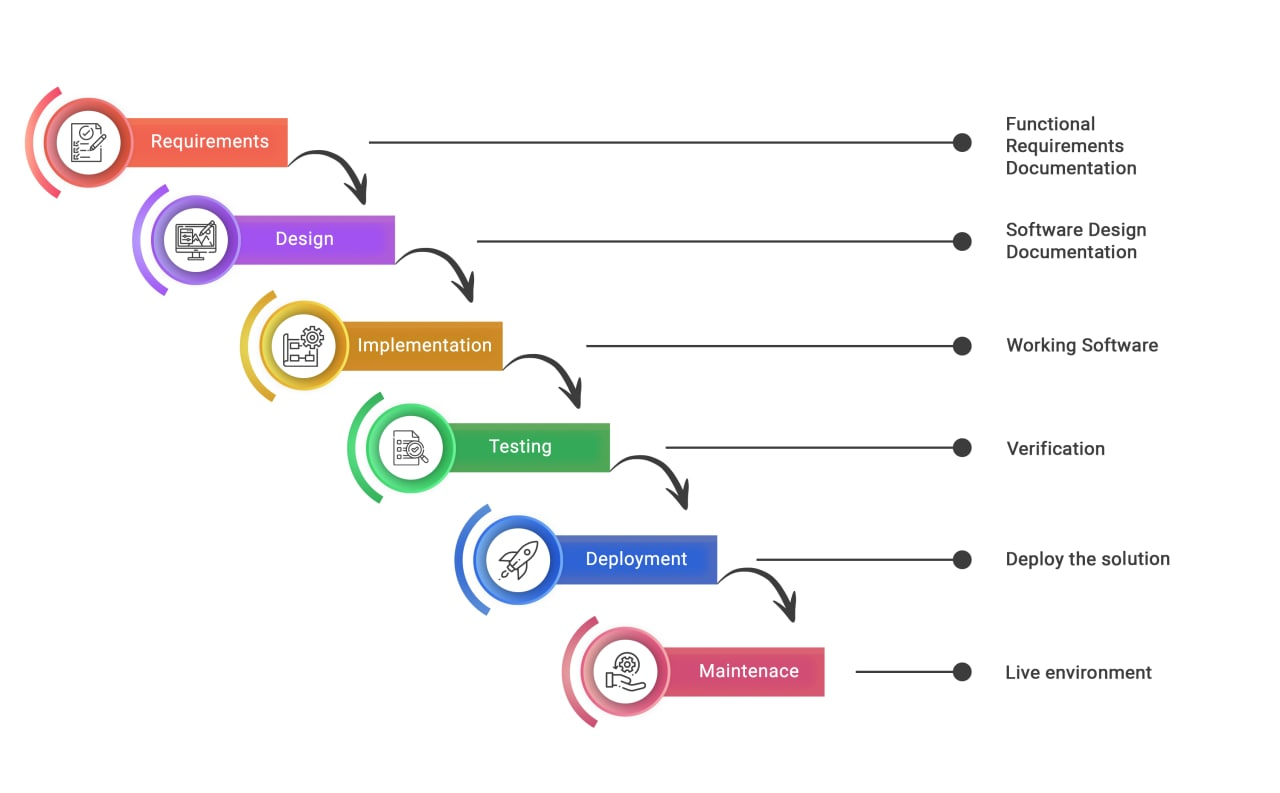 Requirements
Functional
Requirements
Documentation
Design
Software Design
Documentation
Implementation
Working Software
Testing
Verification
Deployment
Deploy the solution
Maintenace
Live environment